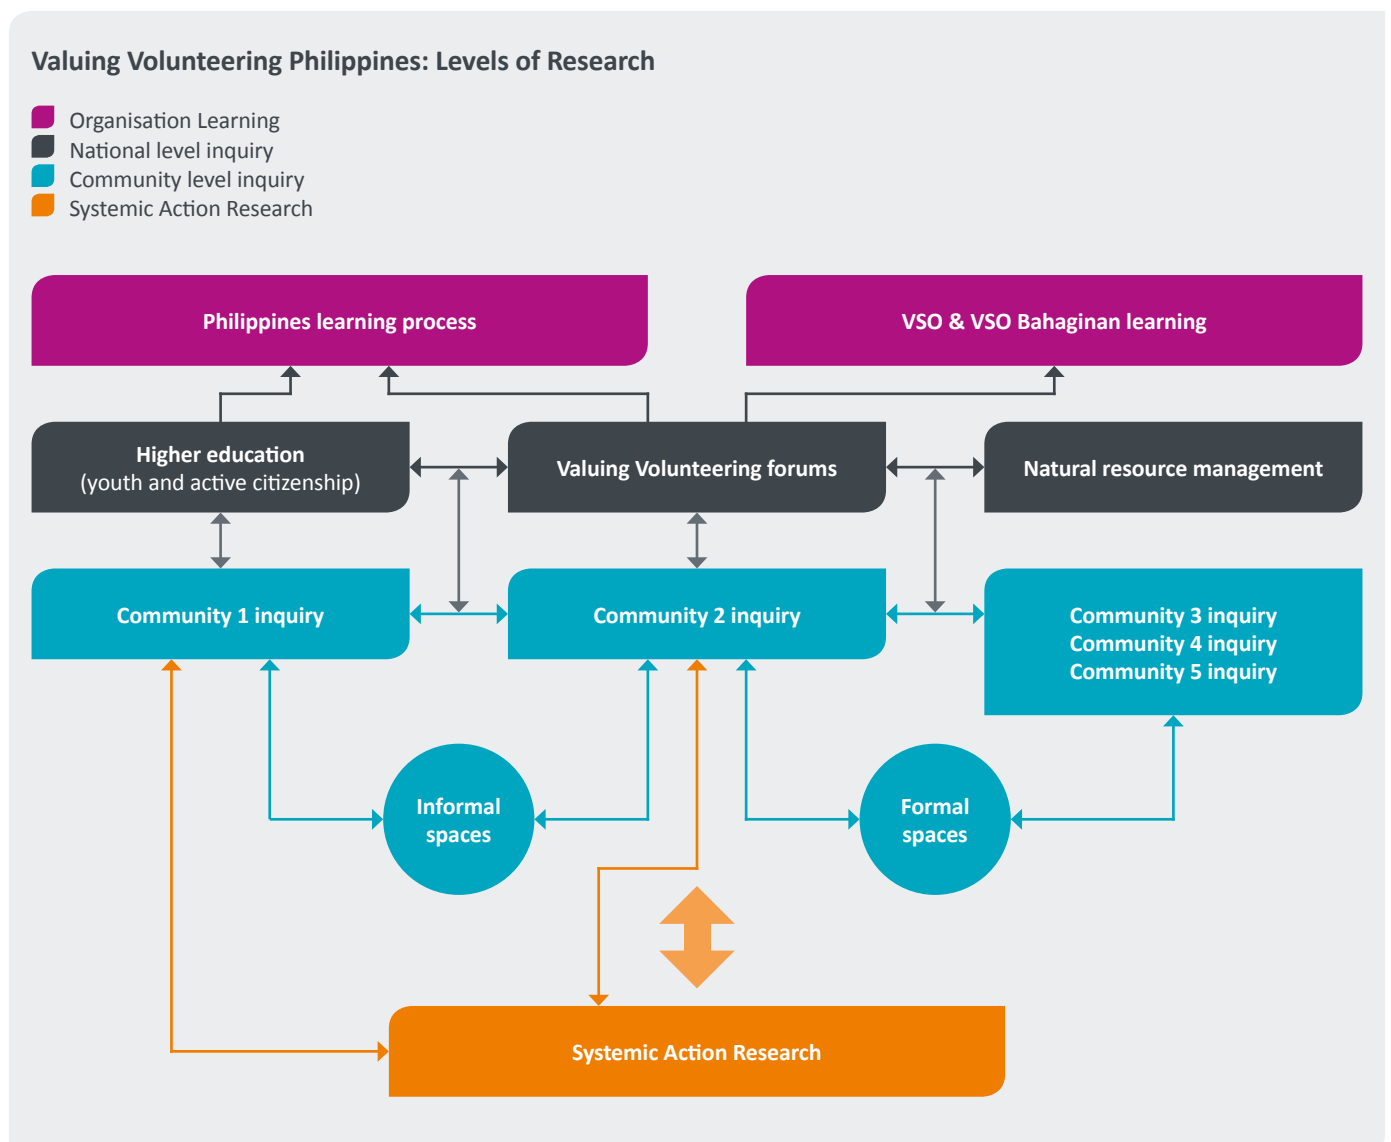 Valuing Volunteering Philippines: Levels of Research
Organisation Learning
National level inquiry
Community level inquiry
Systemic Action Research
Philippines learning process
VSO & VSO Bahaginan learning
Higher education
(youth and active citizenship)
Valuing Volunteering forums
Natural resource management
Community 1 inquiry
Community 2 inquiry
Community 3 inquiry
Community 4 inquiry
Community 5 inquiry
Informal
spaces
Formal
spaces
Systemic Action Research